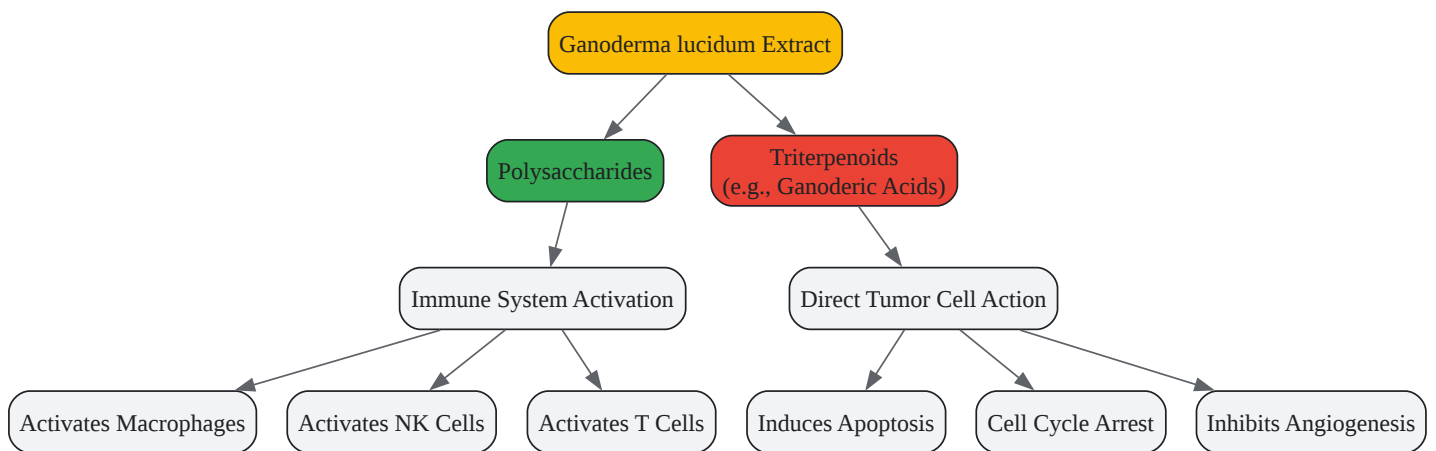 Ganoderma lucidum Extract
Polysaccharides
Triterpenoids
(e.g., Ganoderic Acids)
Immune System Activation
Direct Tumor Cell Action
Activates Macrophages
Activates NK Cells
Activates T Cells
Induces Apoptosis
Cell Cycle Arrest
Inhibits Angiogenesis